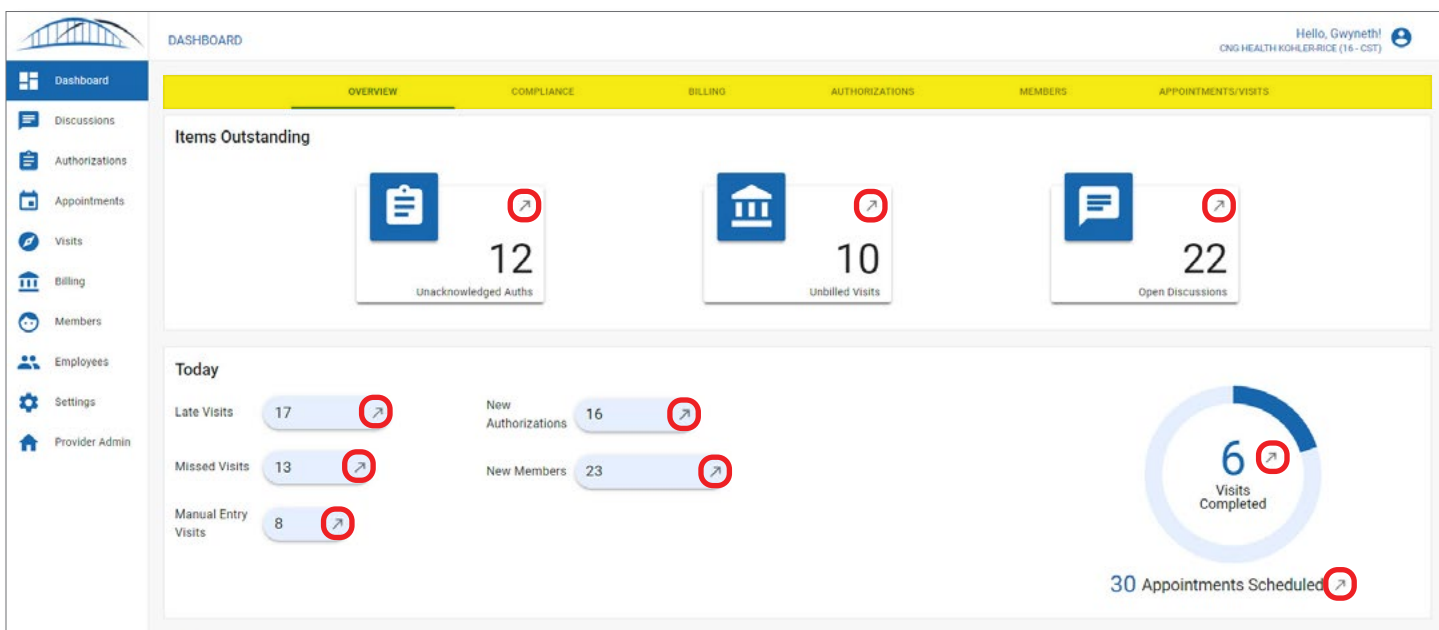 DASHBOARD
Hello, Gwyneth!
CNG HEALTH KOHLER-RICE (16 - CST)
Dashboard
Discussions
Authorizations
Appointments
Visits
Billing
Members
Employees
Settings
Provider Admin
OVERVIEW COMPLIANCE BILLING AUTHORIZATIONS MEMBERS APPOINTMENTS/VISITS
Items Outstanding
12
Unacknowledged Auths
10
Unbilled Visits
22
Open Discussions
Today
Late Visits 17
Missed Visits 13
Manual Entry
Visits 8
New
Authorizations 16
New Members 23
6
Visits
Completed
30 Appointments Scheduled